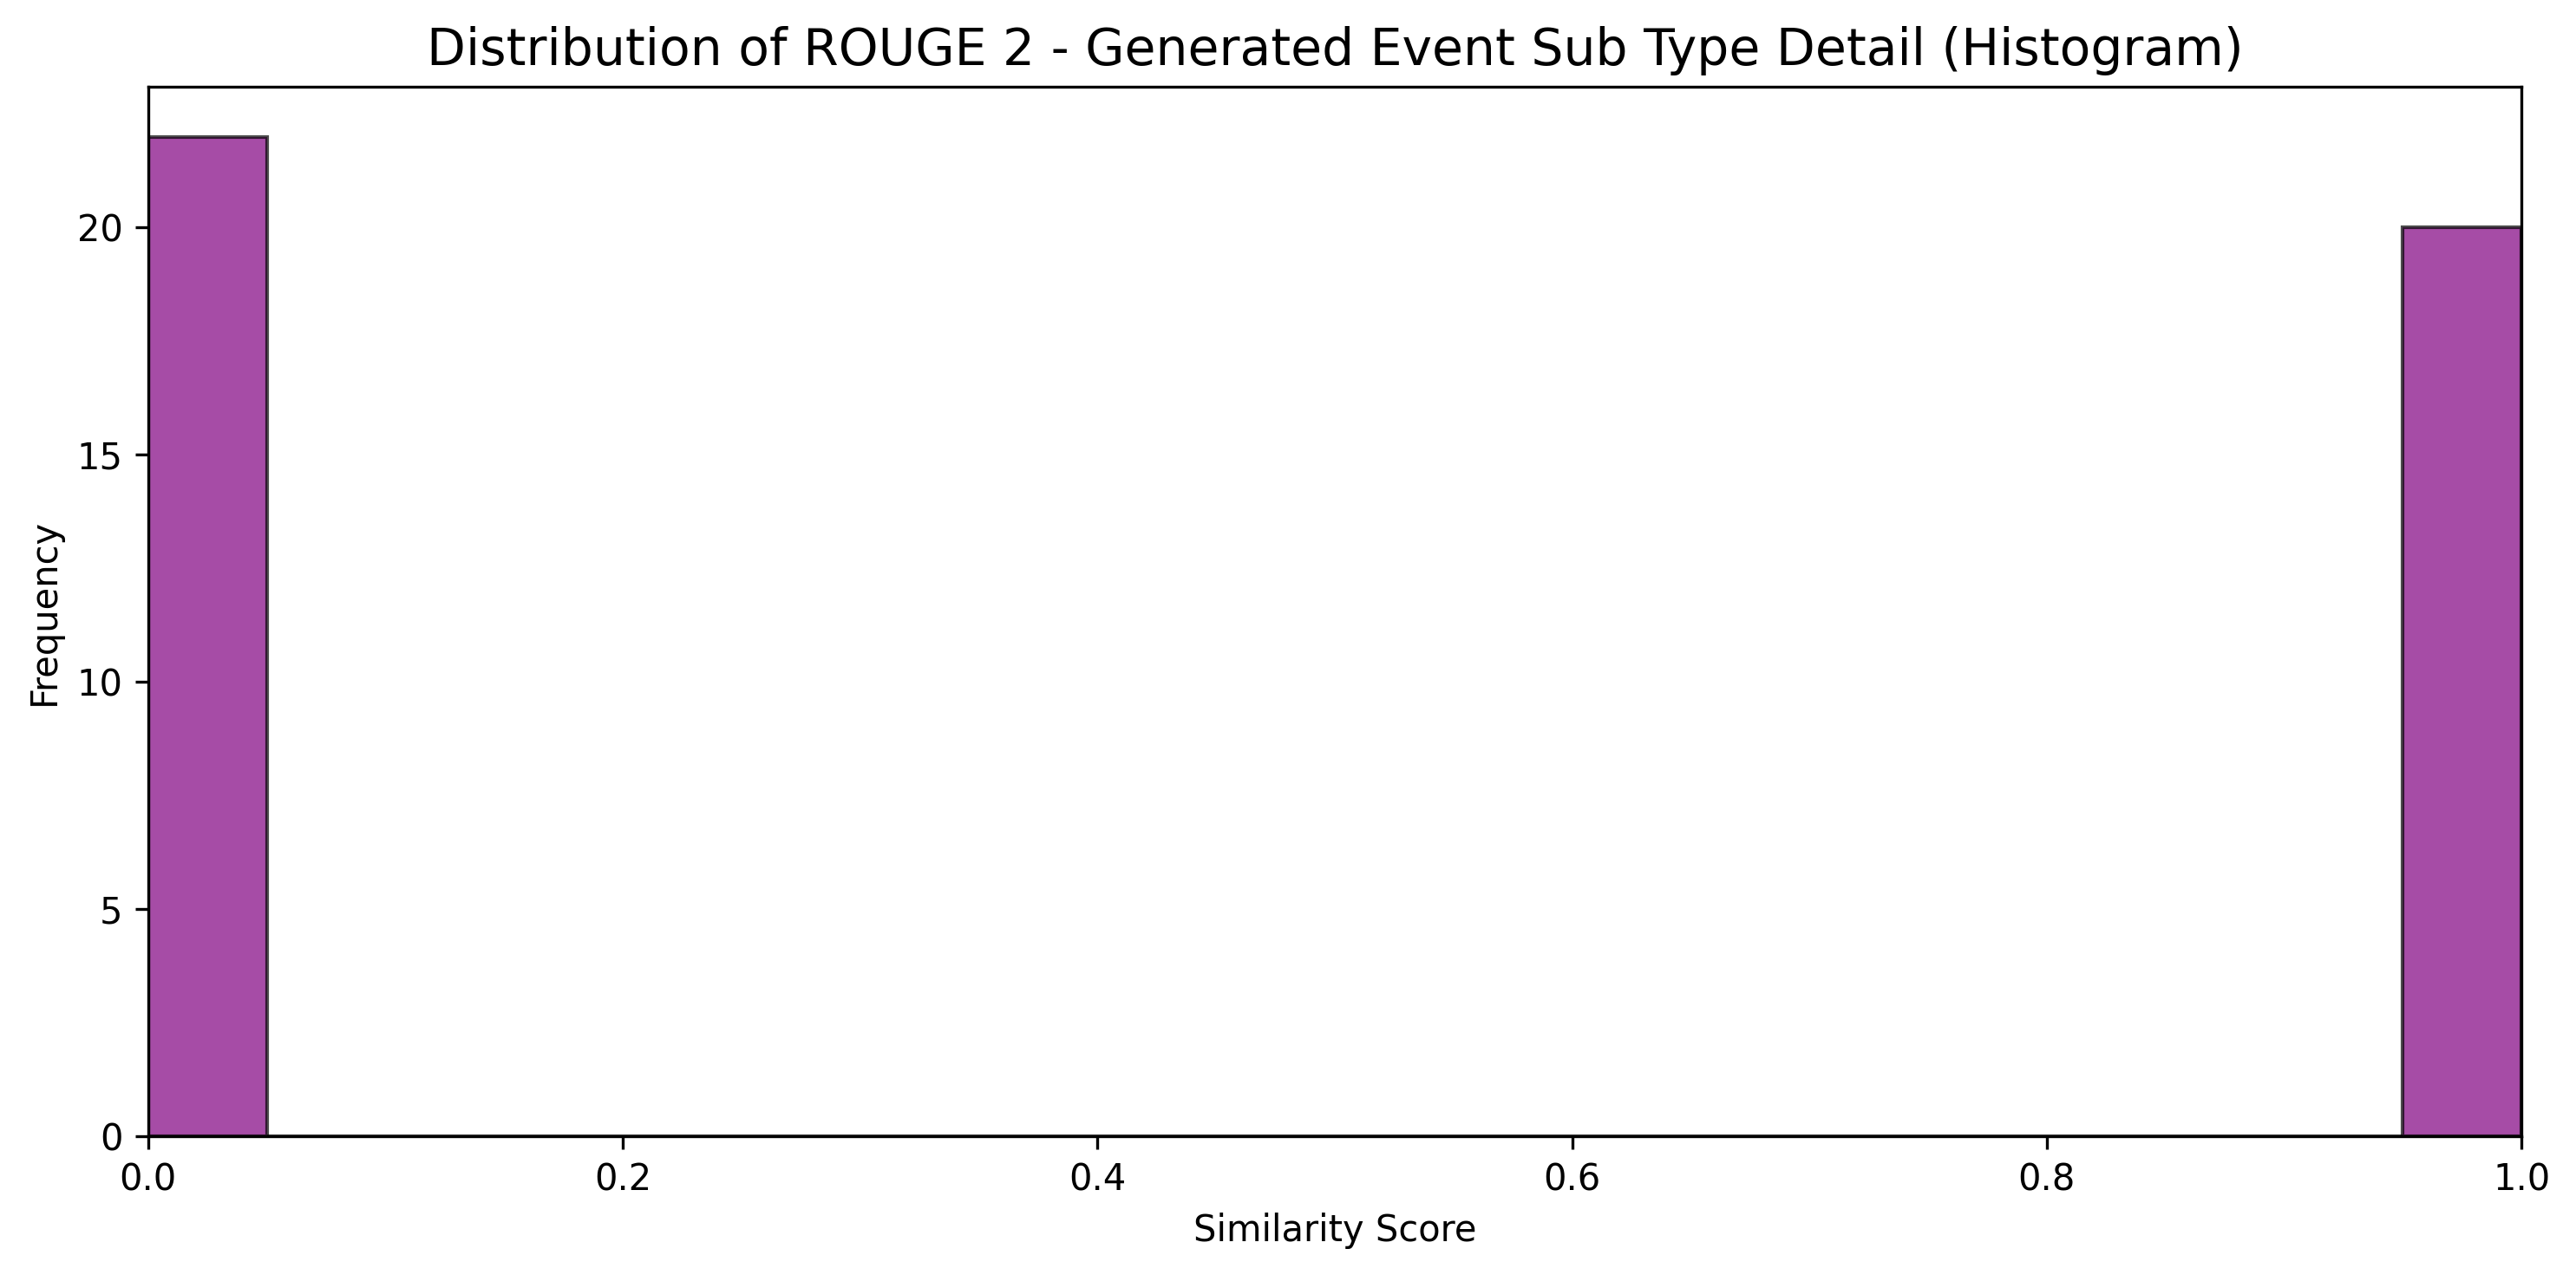 Distribution of ROUGE 2 - Generated Event Sub Type Detail (Histogram)
Frequency
20
15
10
5
0
0.0 0.2 0.4 0.6 0.8 1.0
Similarity Score